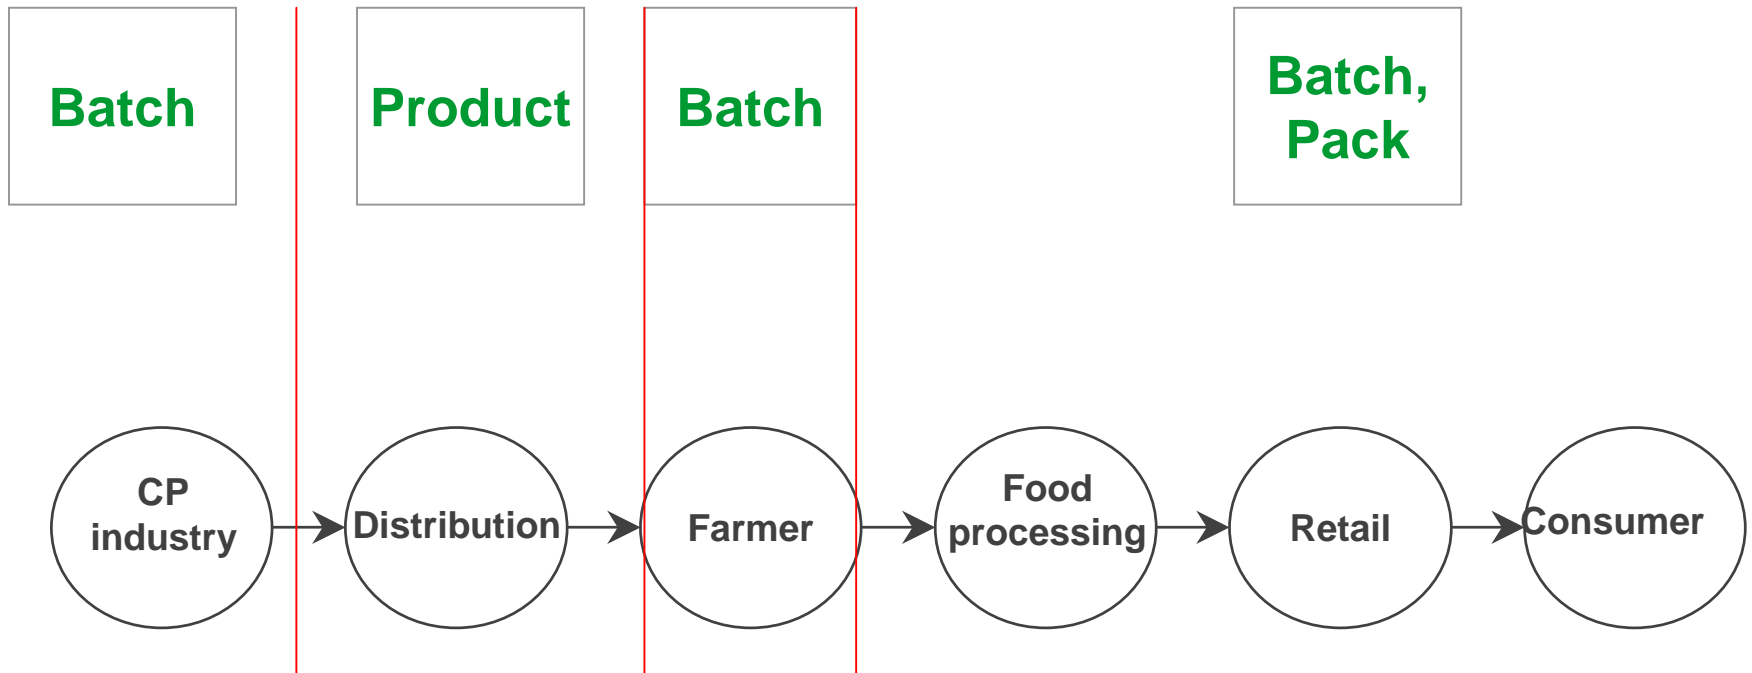 Batch
Product
Batch
Batch,
Pack
CP
industry
Distribution
Farmer
Food
processing
Retail
Consumer